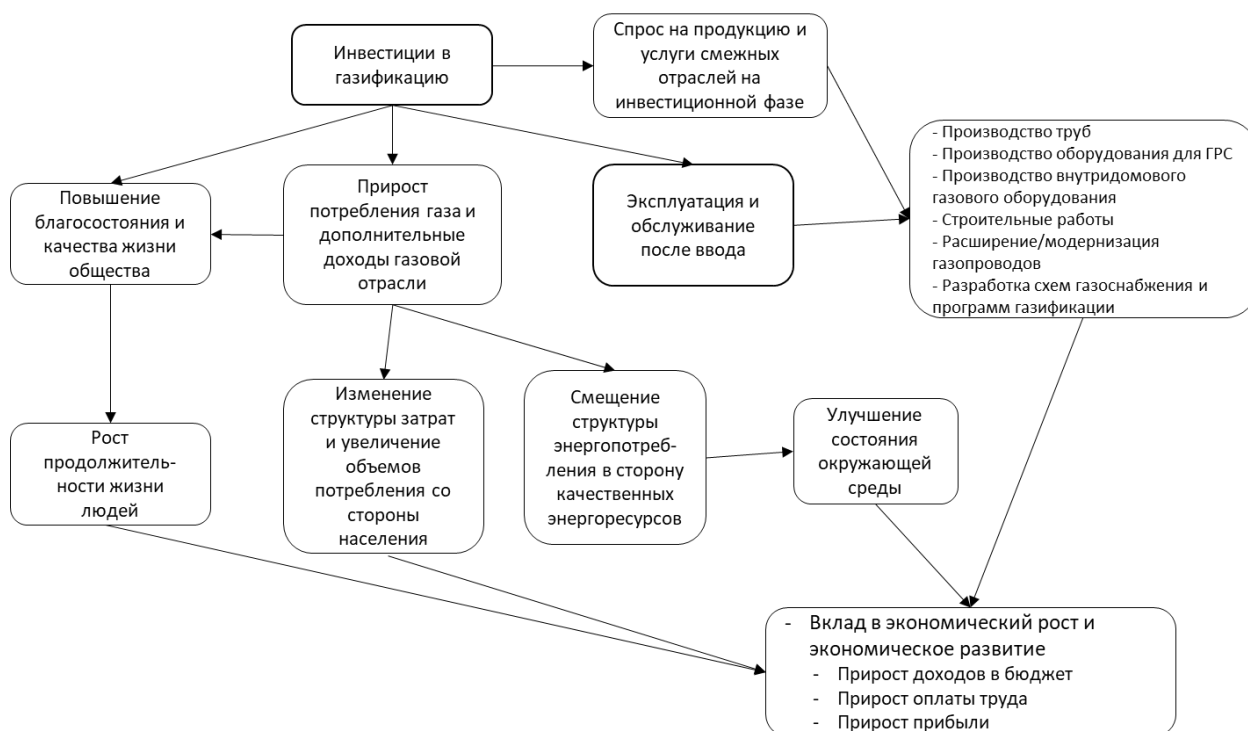 Инвестиции в
газификацию
Спрос на продукцию и
услуги смежных
отраслей на
инвестиционной фазе
- Производство труб
- Производство оборудования для ГРС
- Производство внутридомового
газового оборудования
- Строительные работы
- Расширение/модернизация
газопроводов
- Разработка схем газоснабжения и
программ газификации
Повышение
благосостояния и
качества жизни
общества
Прирост
потребления газа и
дополнительные
доходы газовой
отрасли
Эксплуатация и
обслуживание
после ввода
Рост
продолжитель-
ности жизни
людей
Изменение
структуры затрат
и увеличение
объемов
потребления со
стороны
населения
Смещение
структуры
энергопотреб-
ления в сторону
качественных
энергоресурсов
Улучшение
состояния
окружающей
среды
- Вклад в экономический рост и
экономическое развитие
- Прирост доходов в бюджет
- Прирост оплаты труда
- Прирост прибыли